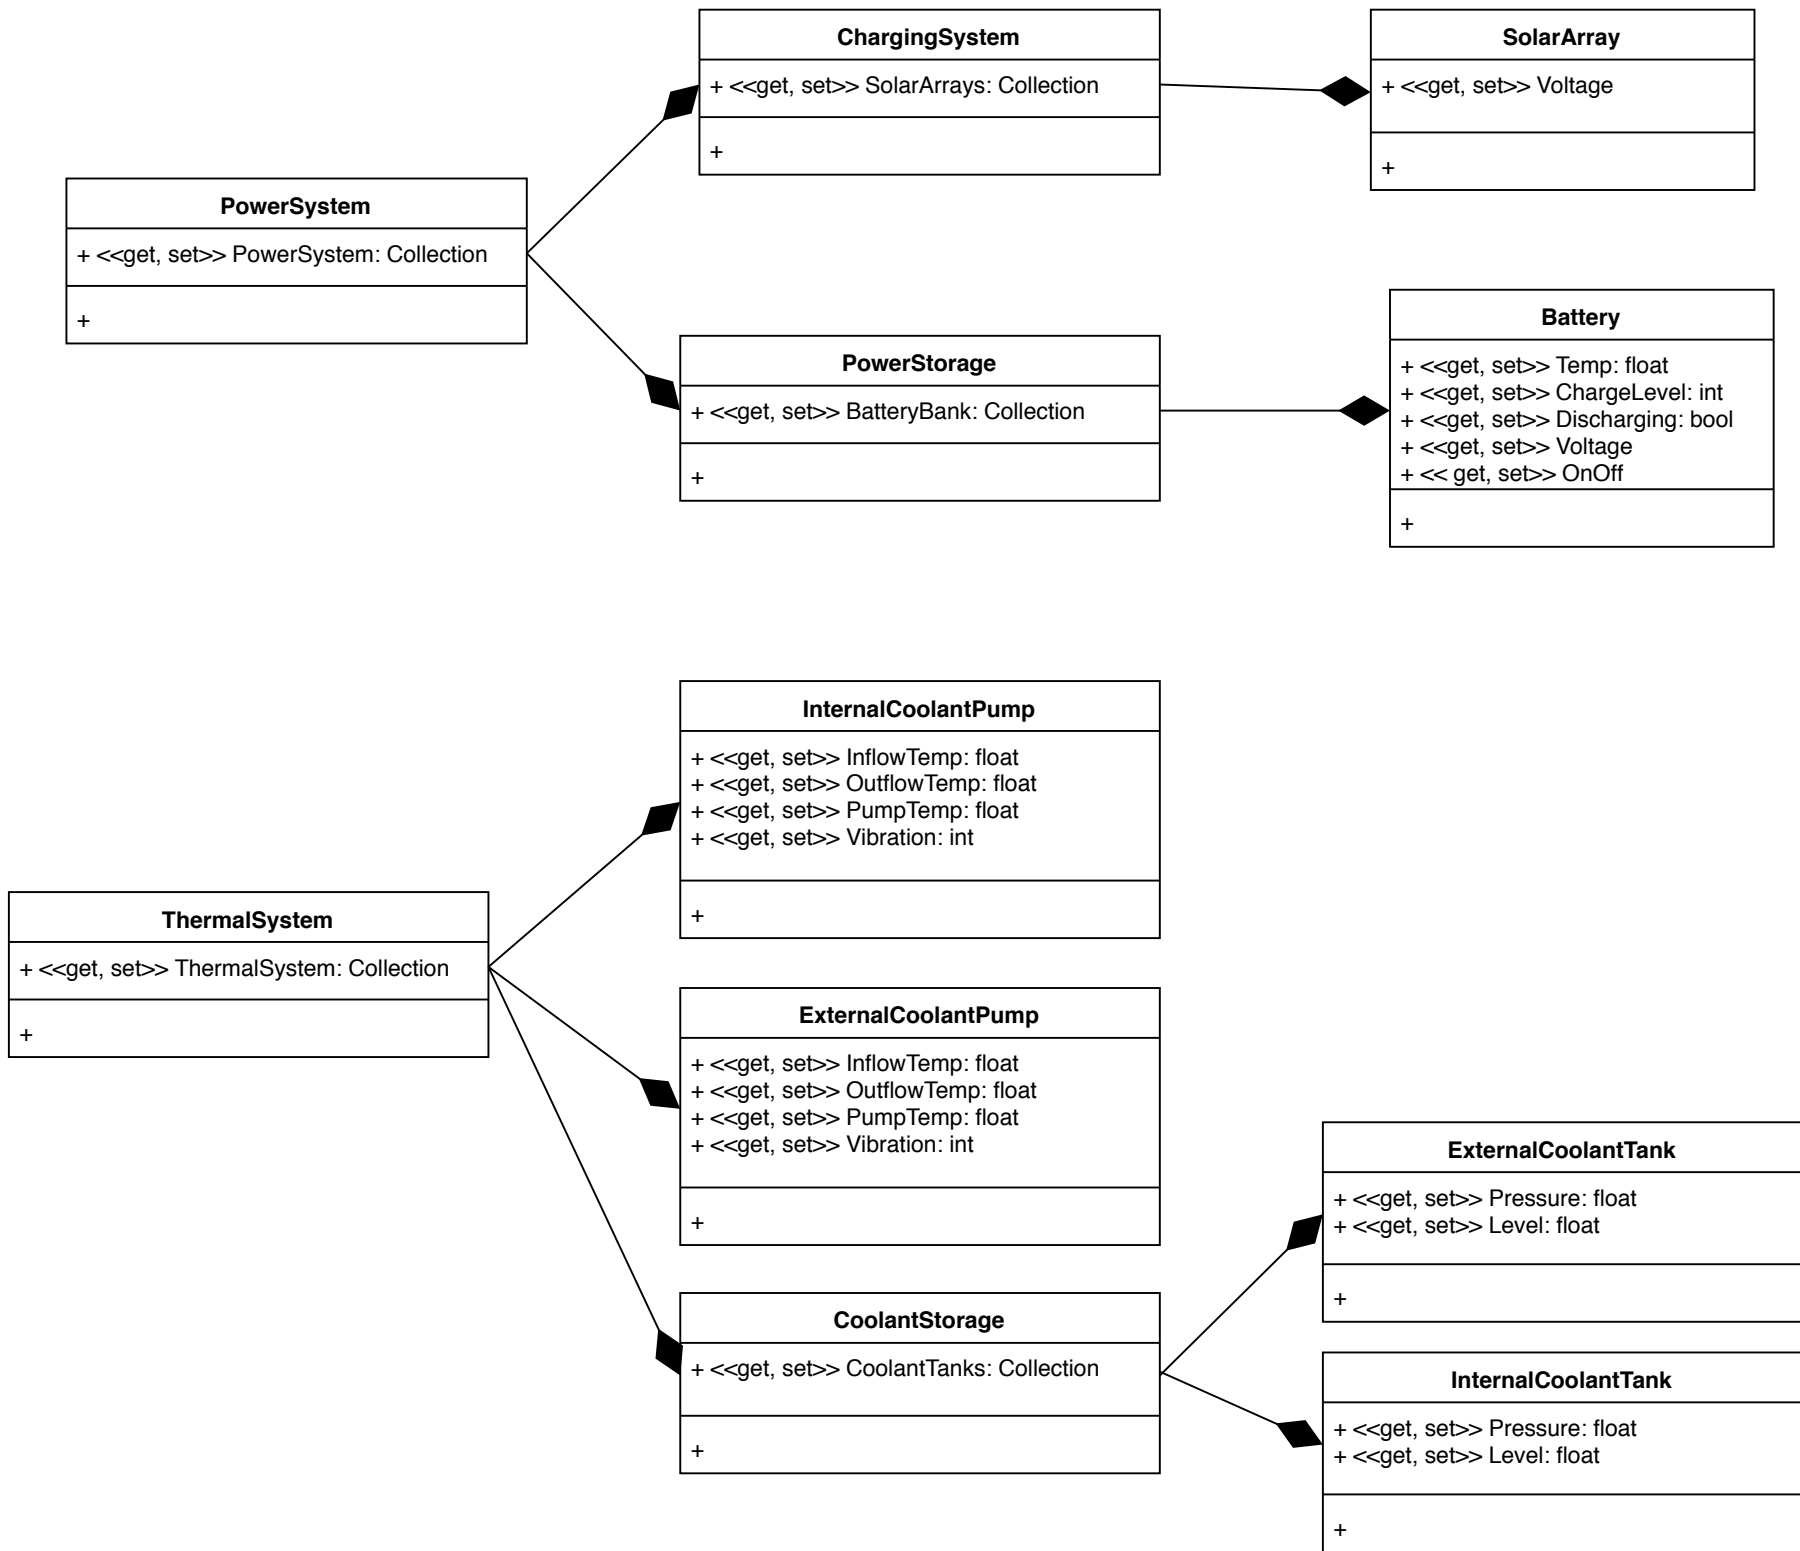 ChargingSystem
+ <<get, set>> SolarArrays: Collection
+
SolarArray
+ <<get, set>> Voltage
+
PowerSystem
+ <<get, set>> PowerSystem: Collection
+
PowerStorage
+ <<get, set>> BatteryBank: Collection
+
Battery
+ <<get, set>> Temp: float
+ <<get, set>> ChargeLevel: int
+ <<get, set>> Discharging: bool
+ <<get, set>> Voltage
+ << get, set>> OnOff
+
InternalCoolantPump
+ <<get, set>> InflowTemp: float
+ <<get, set>> OutflowTemp: float
+ <<get, set>> PumpTemp: float
+ <<get, set>> Vibration: int
+
ThermalSystem
+ <<get, set>> ThermalSystem: Collection
+
ExternalCoolantPump
+ <<get, set>> InflowTemp: float
+ <<get, set>> OutflowTemp: float
+ <<get, set>> PumpTemp: float
+ <<get, set>> Vibration: int
+
ExternalCoolantTank
+ <<get, set>> Pressure: float
+ <<get, set>> Level: float
+
CoolantStorage
+ <<get, set>> CoolantTanks: Collection
+
InternalCoolantTank
+ <<get, set>> Pressure: float
+ <<get, set>> Level: float
+